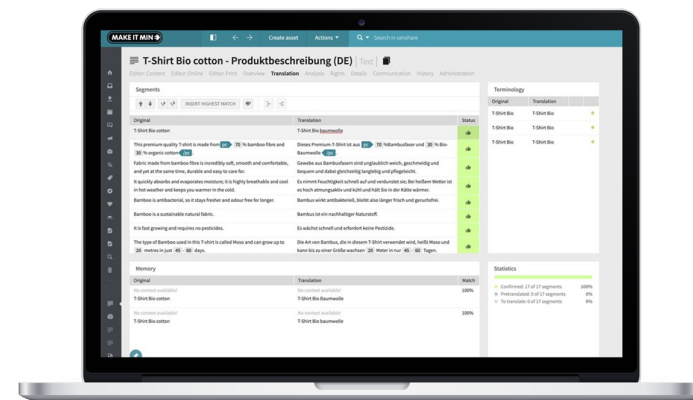 MAKE IT MIN
Create asset Actions Search in censhare
T-Shirt Bio cotton - Produktbeschreibung (DE) | Text |
Editor: Content Editor: Online Editor: Print Overview Translation Analysis Rights Details Communication History Administration
Segments
INSERT HIGHEST MATCH
Original Translation Status
T-Shirt Bio cotton T-Shirt Bio baumwolle
This premium quality T-shirt is made from 70 % bamboo fibre and Dieses Premium-T-Shirt ist aus 70 %Bambusfaser und 30 % Bio-
30 % organic cotton Baumwolle
Fabric made from bamboo fibre is incredibly soft, smooth and comfortable, Gewebe aus Bambusfasern sind unglaublich weich, geschmeidig und
and yet at the same time, durable and easy to care for. bequem und dabei gleichzeitig langlebig und pflegeleicht.
It quickly absorbs and evaporates moisture; it is highly breathable and cool Es nimmt Feuchtigkeit schnell auf und verdunstet sie; Bei heißem Wetter ist
in hot weather and keeps you warmer in the cold. es hoch atmungsaktiv und kühl und hält Sie in der Kälte wärmer.
Bamboo is antibacterial, so it stays fresher and odour free for longer. Bambus wirkt antibakteriell, bleibt also länger frisch und geruchsfrei.
Bamboo is a sustainable natural fabric. Bambus ist ein nachhaltiger Naturstoff.
It is fast growing and requires no pesticides. Es wächst schnell und erfordert keine Pestizide.
The type of Bamboo used in this T-shirt is called Moso and can grow up to Die Art von Bambus, die in diesem T-Shirt verwendet wird, heißt Moso und
20 metres in just 45 - 60 days. kann bis zu einer Größe wachsen 20 Meter in nur 45 - 60 Tagen.
Terminology
Original Translation
T-Shirt Bio T-Shirt Bio
T-Shirt Bio T-Shirt Bio
T-Shirt Bio T-Shirt Bio
Memory
Original Translation Match
No context available! No context available! 100%
T-Shirt Bio cotton T-Shirt Bio Baumwolle
No context available! No context available! 100%
T-Shirt Bio cotton T-Shirt Bio baumwolle
Statistics
Confirmed: 17 of 17 segments 100%
Pretranslated: 0 of 17 segments 0%
To translate: 0 of 17 segments 0%